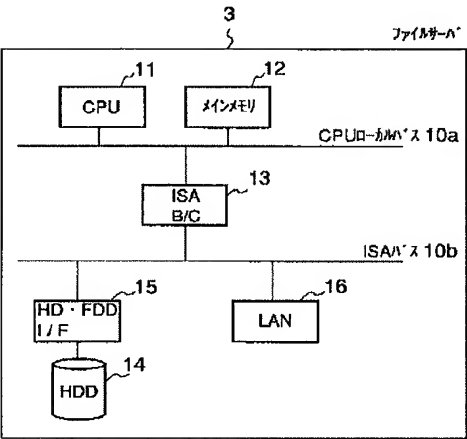 3
ファイルサーバ
11
12
CPU
メインメモリ
CPUローカルバス 10a
13
ISA
B/C
ISAバス 10b
15
16
HD・FDD
I/F
LAN
14
HDD